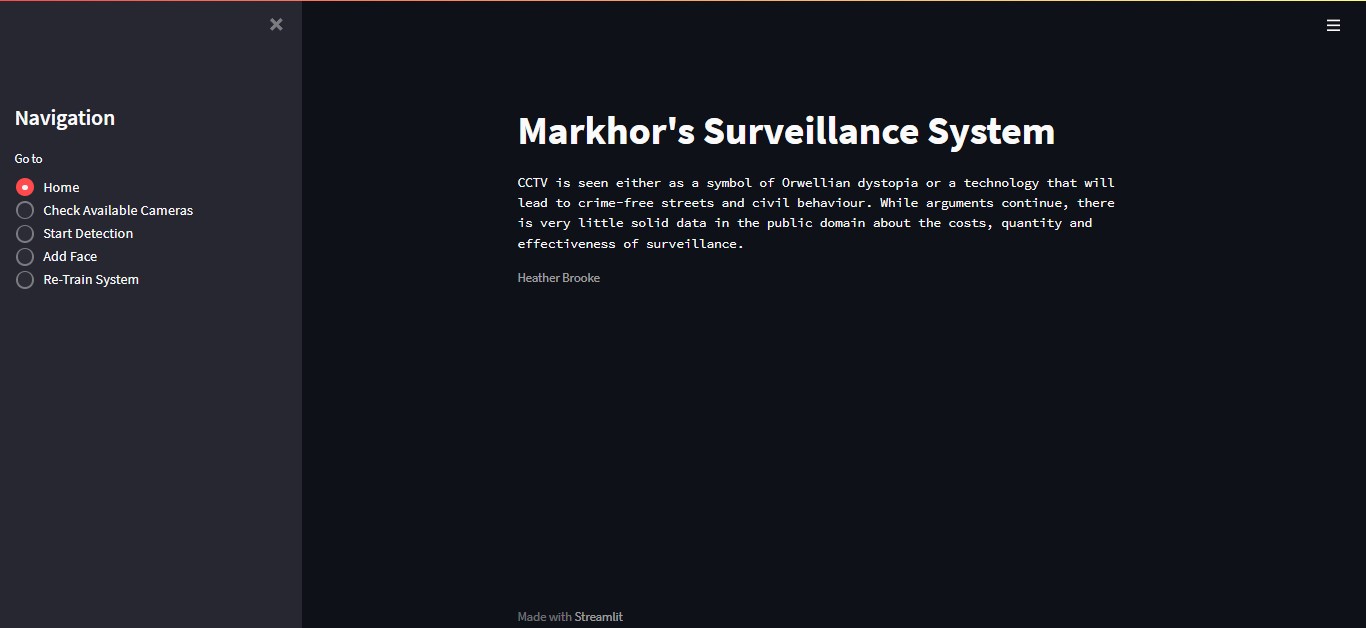 Navigation
Go to
Home
Check Available Cameras
Start Detection
Add Face
Re-Train System
Markhor's Surveillance System
CCTV is seen either as a symbol of Orwellian dystopia or a technology that will
lead to crime-free streets and civil behaviour. While arguments continue, there
is very little solid data in the public domain about the costs, quantity and
effectiveness of surveillance.
Heather Brooke
Made with Streamlit